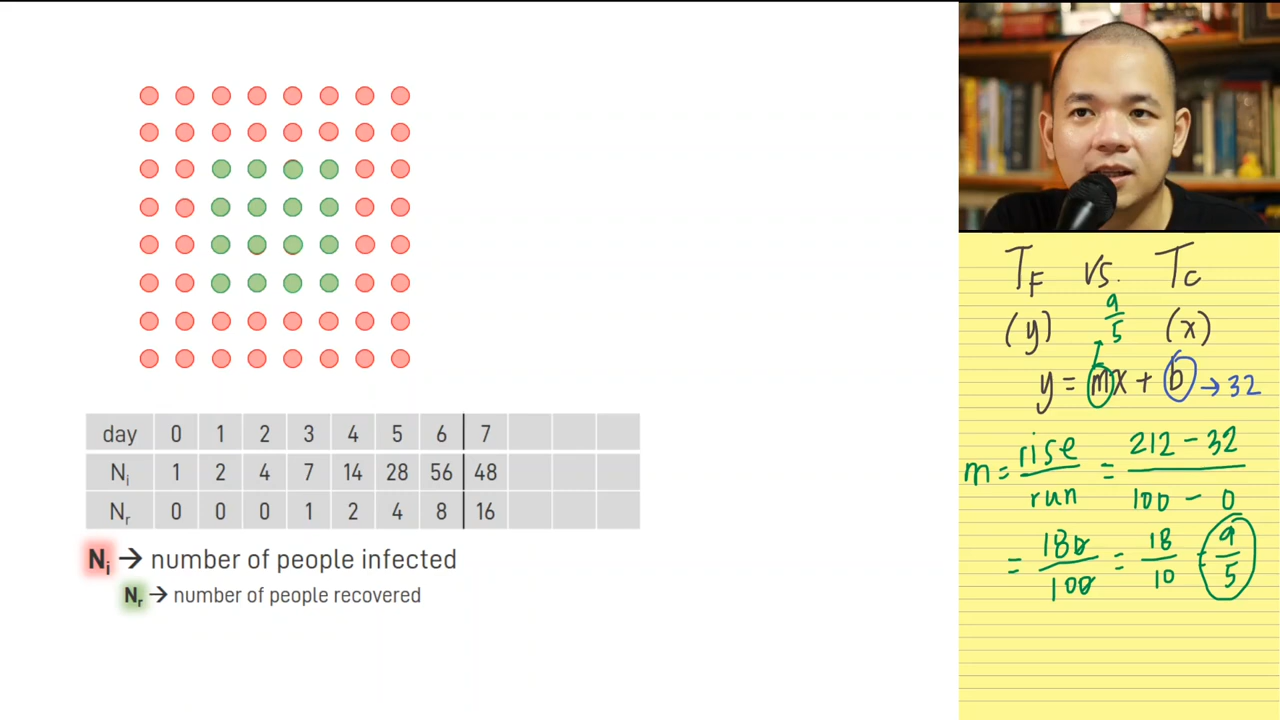 day 0 1 2 3 4 5 6 7
Ni 1 2 4 7 14 28 56 48
Nr 0 0 0 1 2 4 8 16
Ni → number of people infected
Nr → number of people recovered
TF vs. TC
(y) 9/5 (x)
y = mx + b → 32
m = rise/run = 212 - 32/100 - 0
= 180/100 = 18/10 = 9/5